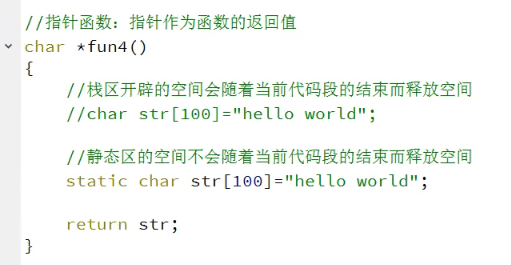 //指针函数：指针作为函数的返回值
char *fun4()
{
//栈区开辟的空间会随着当前代码段的结束而释放空间
//char str[100]="hello world";
//静态区的空间不会随着当前代码段的结束而释放空间
static char str[100]="hello world";
return str;
}